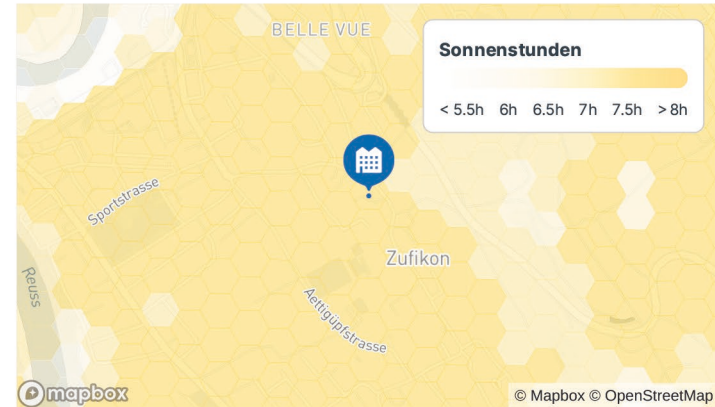 BELLE VUE
Sonnenstunden
< 5.5h 6h 6.5h 7h 7.5h > 8h
Sportstrasse
Zufikon
Reuss
Aettigüpfstrasse
mapbox
© Mapbox © OpenStreetMap